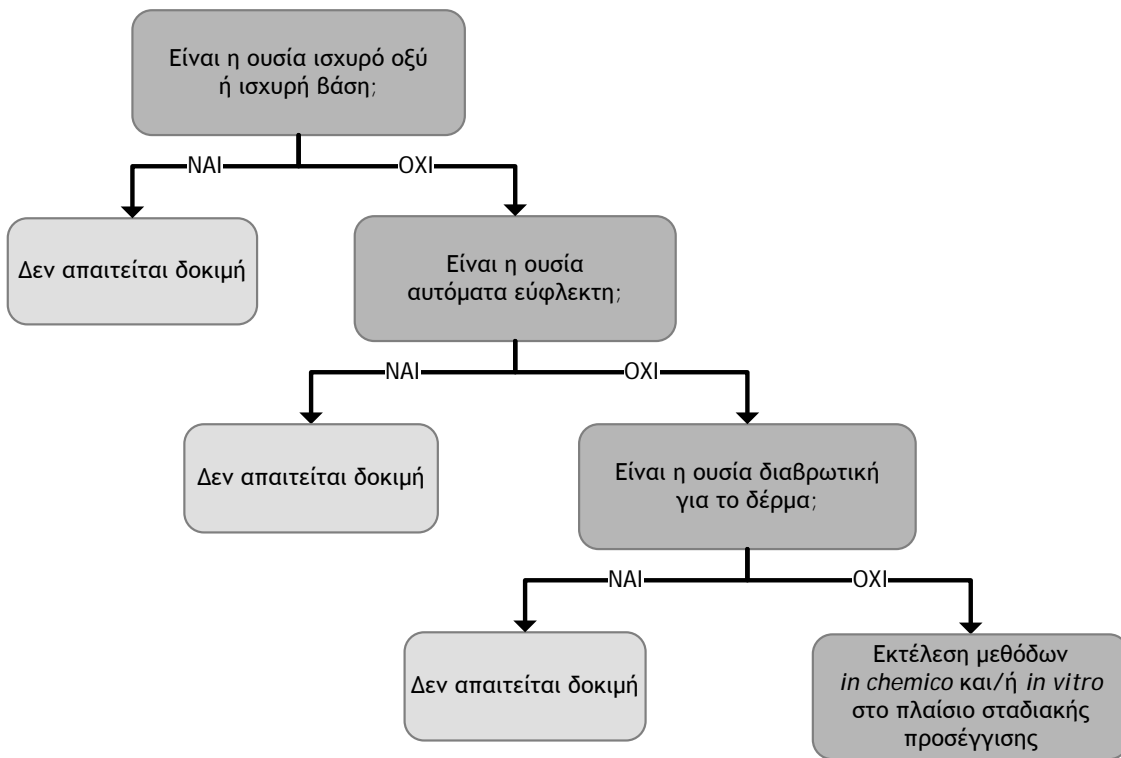 Είναι η ουσία ισχυρό οξύ
ή ισχυρή βάση;
ΝΑΙ
ΟΧΙ
Δεν απαιτείται δοκιμή
Είναι η ουσία
αυτόματα εύφλεκτη;
ΝΑΙ
ΟΧΙ
Δεν απαιτείται δοκιμή
Είναι η ουσία διαβρωτική
για το δέρμα;
ΝΑΙ
ΟΧΙ
Δεν απαιτείται δοκιμή
Εκτέλεση μεθόδων
in chemico και/ή in vitro
στο πλαίσιο σταδιακής
προσέγγισης